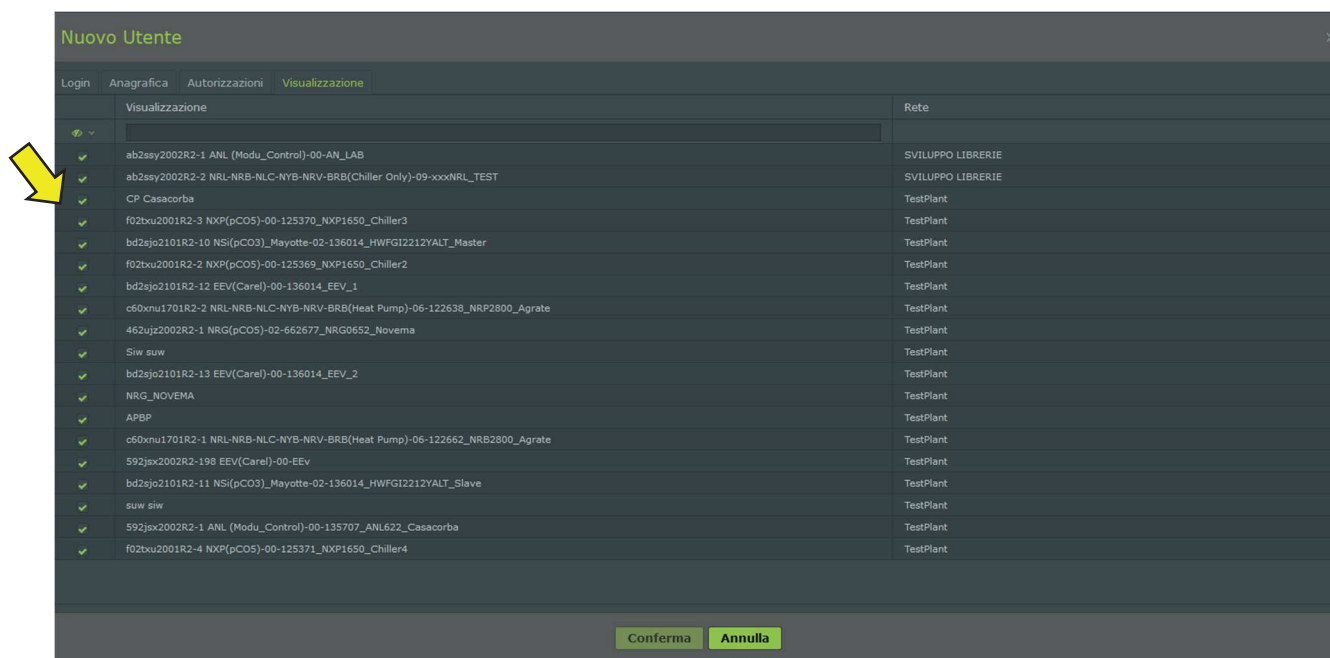 Nuovo Utente
Login Anagrafica Autorizzazioni Visualizzazione
Visualizzazione Rete
ab2ssy2002R2-1 ANL (Modu_Control)-00-AN_LAB SVILUPPO LIBRERIE
ab2ssy2002R2-2 NRL-NRB-NLC-NYB-NRV-BRB(Chiller Only)-09-xxxNRL_TEST SVILUPPO LIBRERIE
CP Casacorba TestPlant
f02txu2001R2-3 NXP(pCO5)-00-125370_NXP1650_Chiller3 TestPlant
bd2sjo2101R2-10 NSi(pCO3)_Mayotte-02-136014_HWFGI2212YALT_Master TestPlant
f02txu2001R2-2 NXP(pCO5)-00-125369_NXP1650_Chiller2 TestPlant
bd2sjo2101R2-12 EEV(Carel)-00-136014_EEV_1 TestPlant
c60xnu1701R2-2 NRL-NRB-NLC-NYB-NRV-BRB(Heat Pump)-06-122638_NRP2800_Agrate TestPlant
462ujz2002R2-1 NRG(pCO5)-02-662677_NRG0652_Novema TestPlant
Siw suw TestPlant
bd2sjo2101R2-13 EEV(Carel)-00-136014_EEV_2 TestPlant
NRG_NOVEMA TestPlant
APBP TestPlant
c60xnu1701R2-1 NRL-NRB-NLC-NYB-NRV-BRB(Heat Pump)-06-122662_NRB2800_Agrate TestPlant
592jsx2002R2-198 EEV(Carel)-00-EEv TestPlant
bd2sjo2101R2-11 NSi(pCO3)_Mayotte-02-136014_HWFGI2212YALT_Slave TestPlant
suw siw TestPlant
592jsx2002R2-1 ANL (Modu_Control)-00-135707_ANL622_Casacorba TestPlant
f02txu2001R2-4 NXP(pCO5)-00-125371_NXP1650_Chiller4 TestPlant
Conferma Annulla